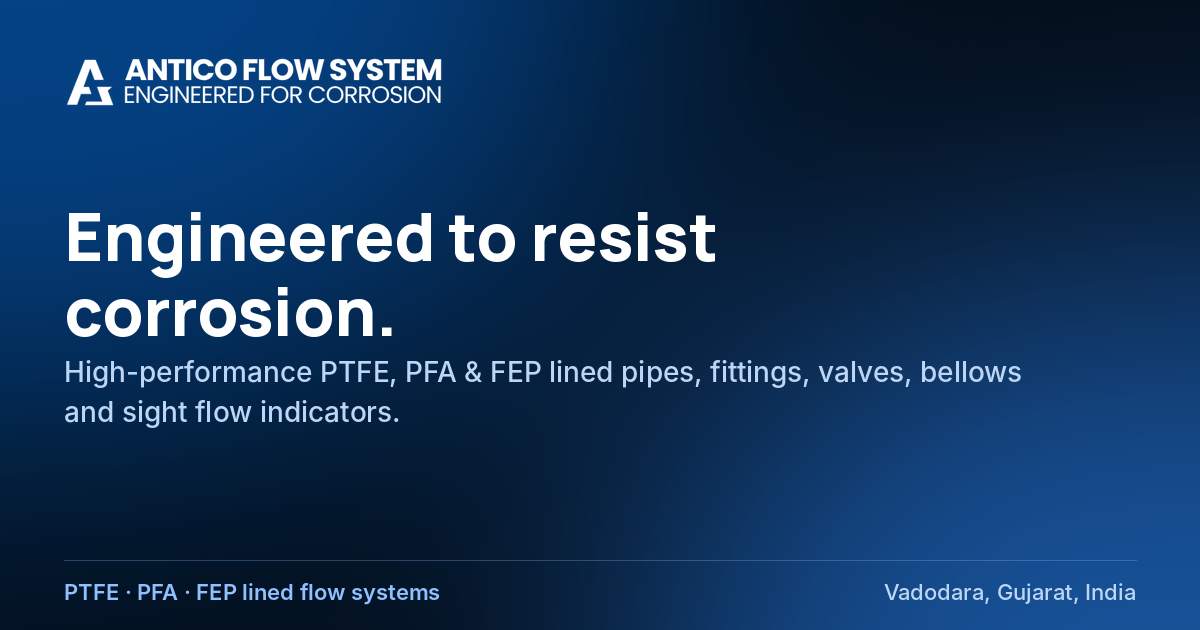 ANTICO FLOW SYSTEM
ENGINEERED FOR CORROSION
Engineered to resist
corrosion.
High-performance PTFE, PFA & FEP lined pipes, fittings, valves, bellows
and sight flow indicators.
PTFE · PFA · FEP lined flow systems
Vadodara, Gujarat, India